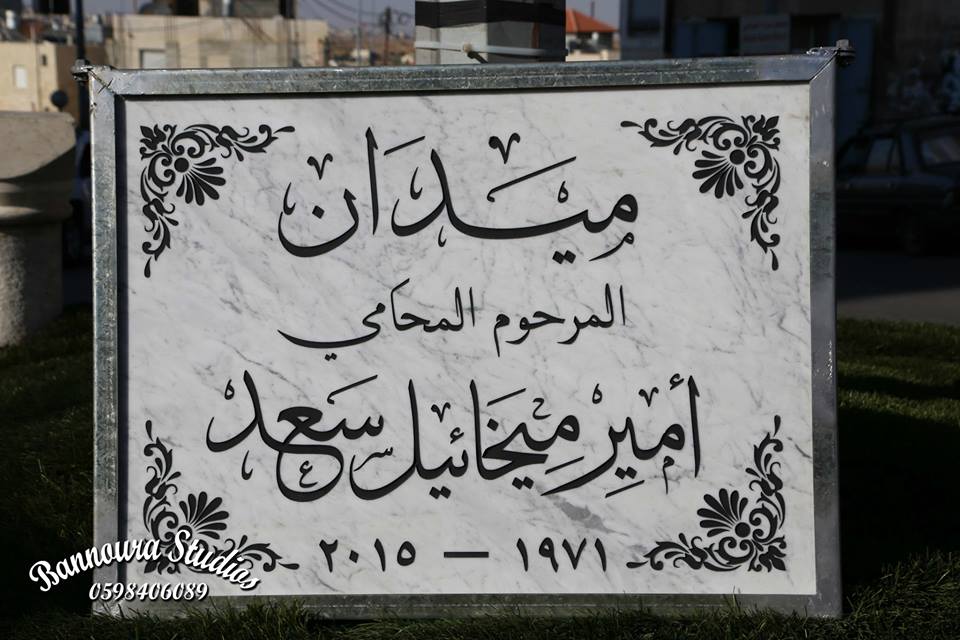 ميدان
المرحوم المحامي
أمير ميخائيل سعد
١٩٧١ — ٢٠١٥
Bannoura Studios
0598406089